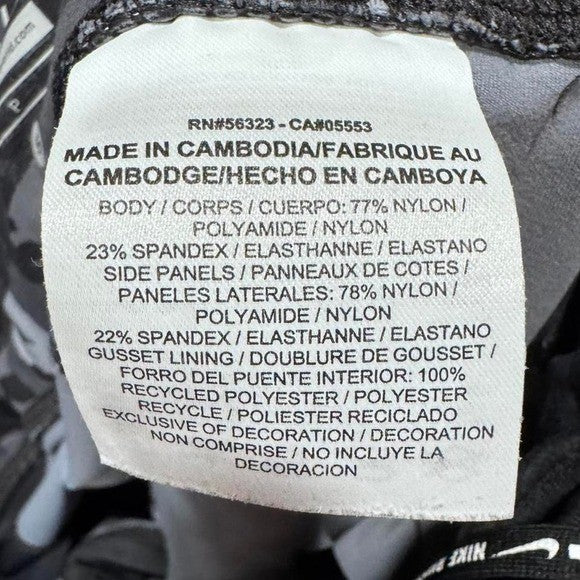 RN#56323 - CA#05553
MADE IN CAMBODIA/FABRIQUE AU
CAMBODGE/HECHO EN CAMBOYA
BODY / CORPS / CUERPO: 77% NYLON /
POLYAMIDE / NYLON
23% SPANDEX / ELASTHANNE / ELASTANO
SIDE PANELS / PANNEAUX DE COTES /
PANELES LATERALES: 78% NYLON /
POLYAMIDE / NYLON
22% SPANDEX / ELASTHANNE / ELASTANO
GUSSET LINING / DOUBLURE DE GOUSSET /
FORRO DEL PUENTE INTERIOR: 100%
RECYCLED POLYESTER / POLYESTER
RECYCLE / POLIESTER RECICLADO
EXCLUSIVE OF DECORATION / DECORATION
NON COMPRISE / NO INCLUYE LA
DECORACION
.com
P
NIKE